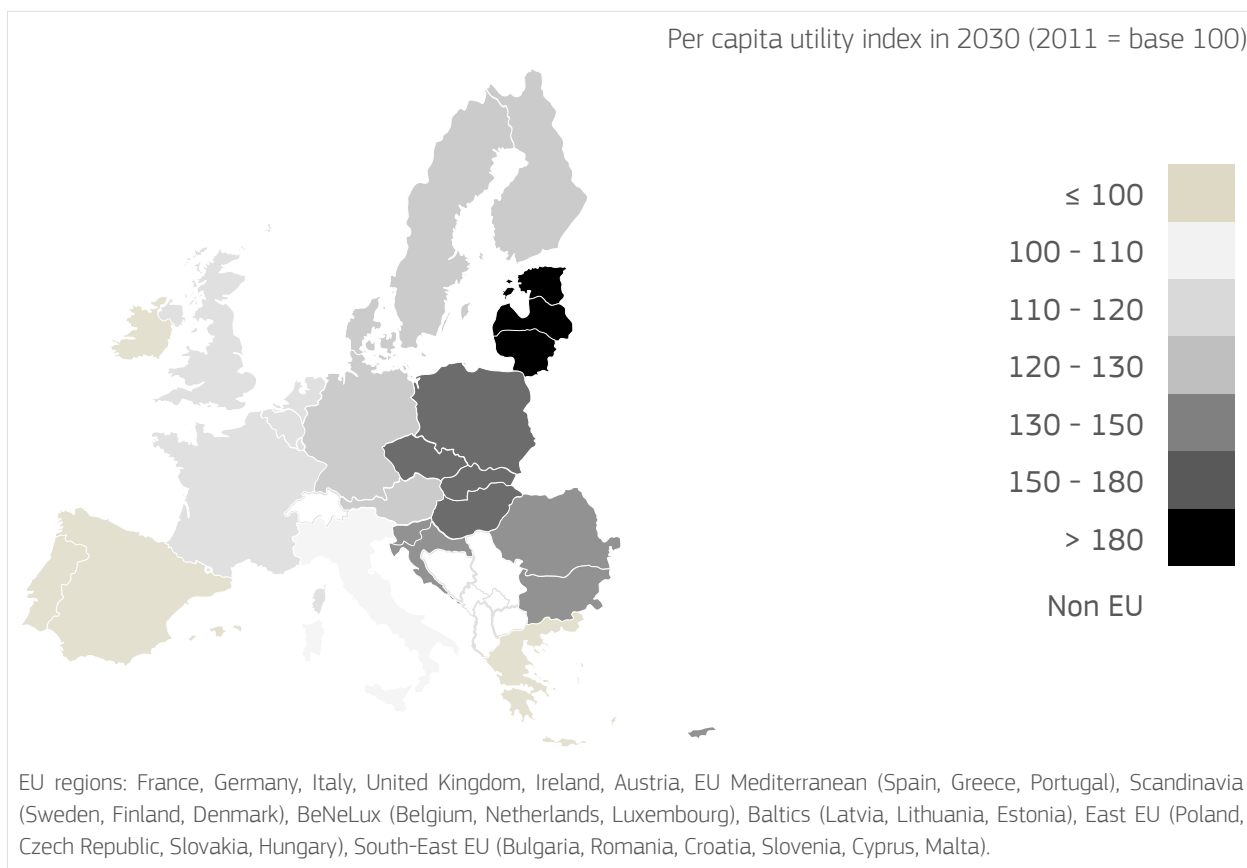 Per capita utility index in 2030 (2011 = base 100)
≤ 100
100 - 110
110 - 120
120 - 130
130 - 150
150 - 180
> 180
Non EU
EU regions: France, Germany, Italy, United Kingdom, Ireland, Austria, EU Mediterranean (Spain, Greece, Portugal), Scandinavia
(Sweden, Finland, Denmark), BeNeLux (Belgium, Netherlands, Luxembourg), Baltics (Latvia, Lithuania, Estonia), East EU (Poland,
Czech Republic, Slovakia, Hungary), South-East EU (Bulgaria, Romania, Croatia, Slovenia, Cyprus, Malta).